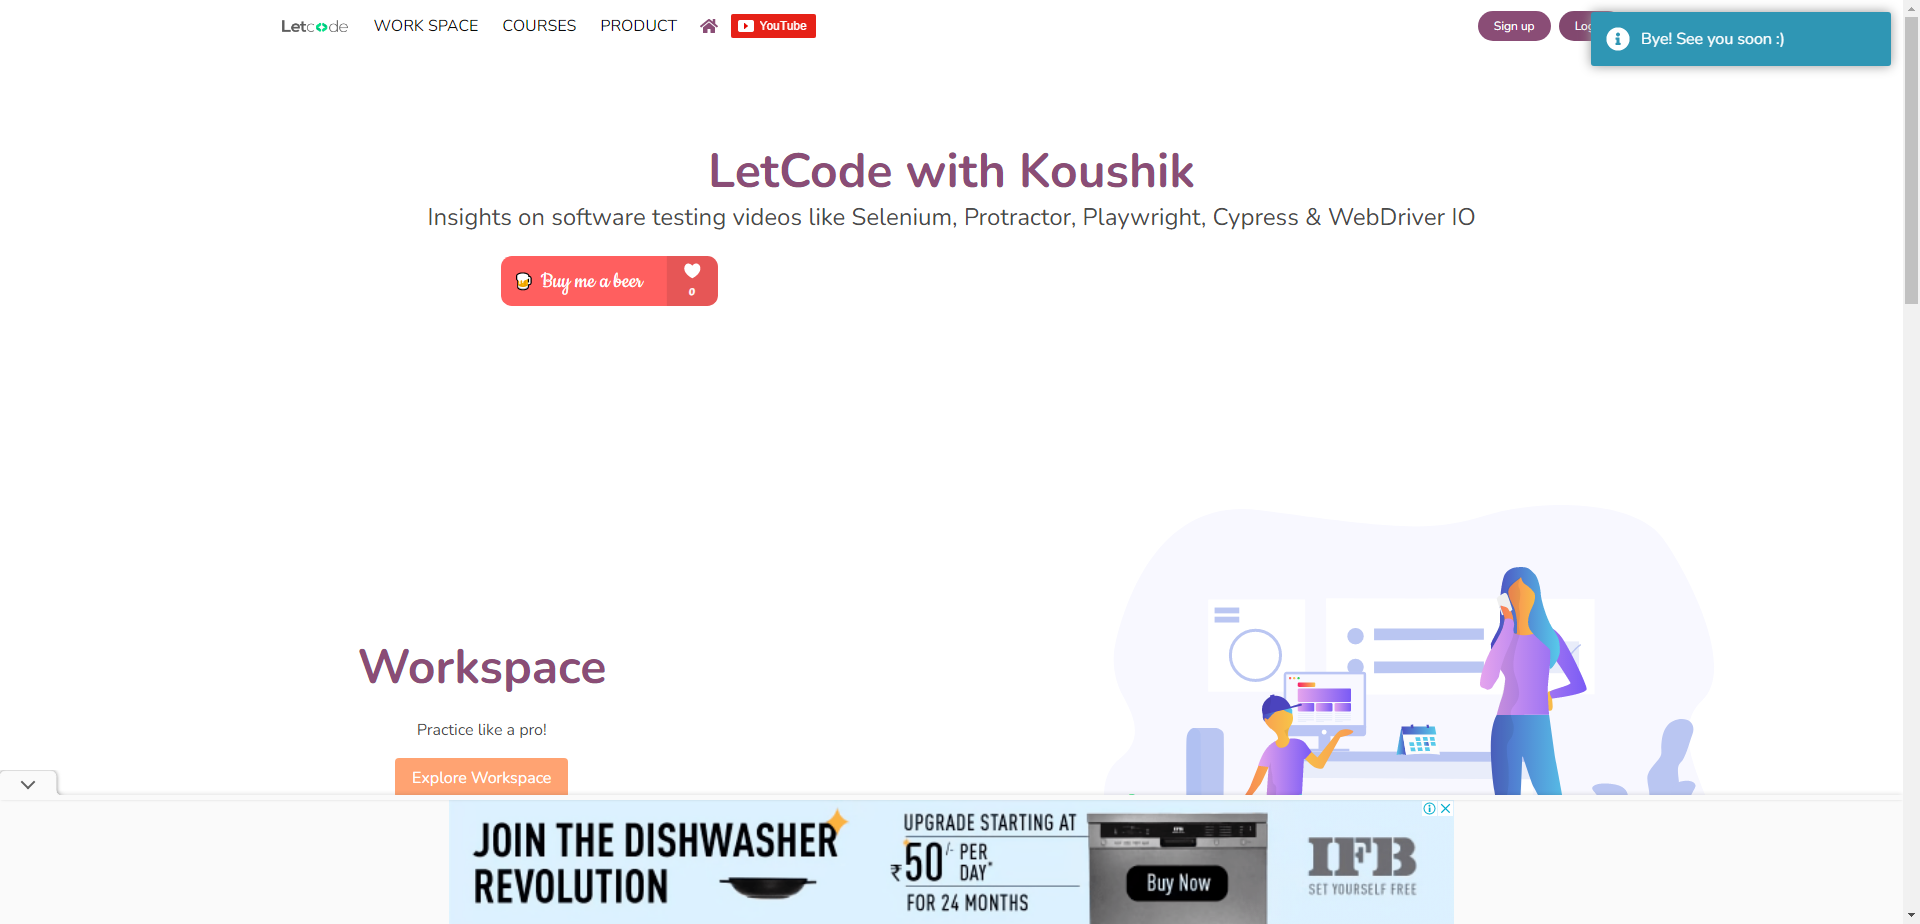 Letcode
WORK SPACE
COURSES
PRODUCT
YouTube
Sign up
Log
Bye! See you soon :)
LetCode with Koushik
Insights on software testing videos like Selenium, Protractor, Playwright, Cypress & WebDriver IO
Buy me a beer
0
Workspace
Practice like a pro!
Explore Workspace
JOIN THE DISHWASHER
REVOLUTION
UPGRADE STARTING AT
₹50/- PER
DAY*
FOR 24 MONTHS
IFB
Buy Now
IFB
SET YOURSELF FREE